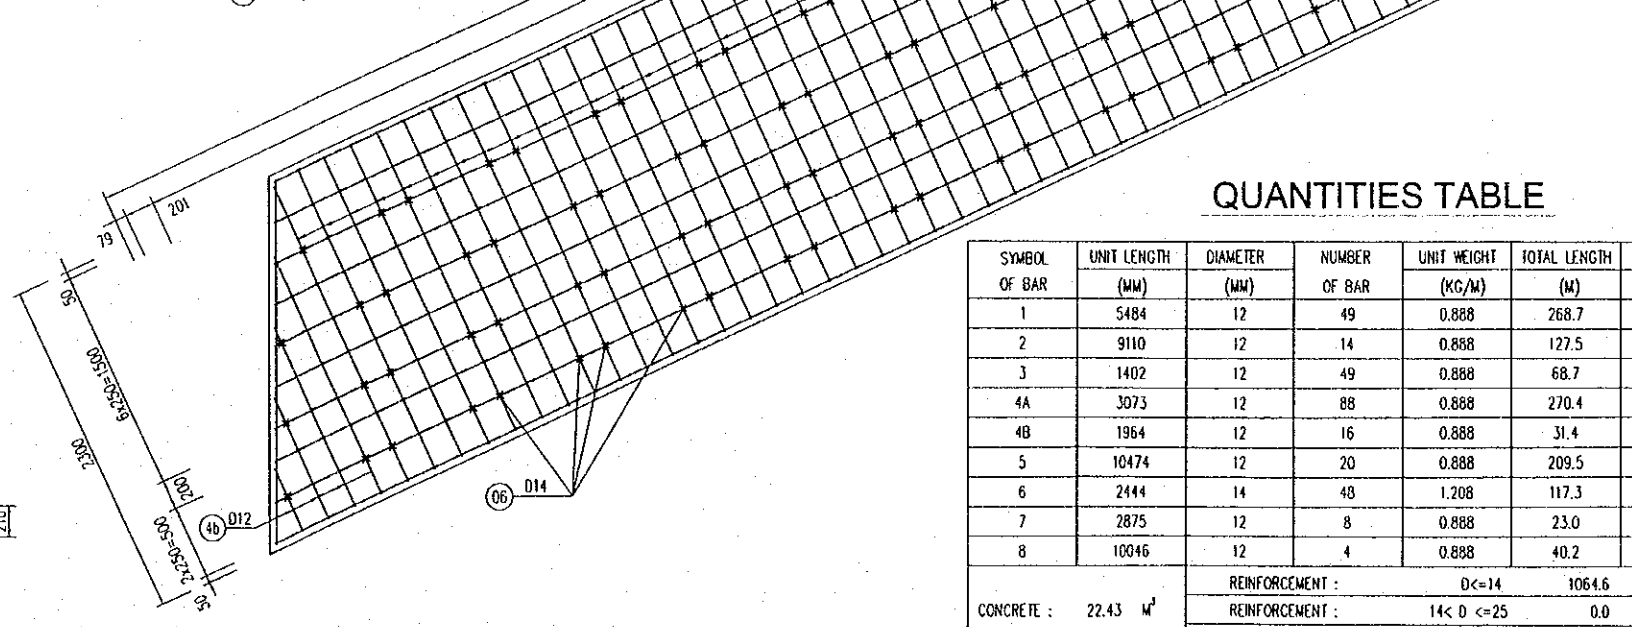 201
79
50
6x250=1500
2300
200
2x250=500
50
4b D12
06 D14
QUANTITIES TABLE
SYMBOL OF BAR UNIT LENGTH (MM) DIAMETER (MM) NUMBER OF BAR UNIT WEIGHT (KG/M) TOTAL LENGTH (M)
1 5484 12 49 0.888 268.7
2 9110 12 14 0.888 127.5
3 1402 12 49 0.888 68.7
4A 3073 12 88 0.888 270.4
4B 1964 12 16 0.888 31.4
5 10474 12 20 0.888 209.5
6 2444 14 48 1.208 117.3
7 2875 12 8 0.888 23.0
8 10046 12 4 0.888 40.2
REINFORCEMENT : D<=14 1064.6
CONCRETE : 22.43 M³
REINFORCEMENT : 14< D <=25 0.0